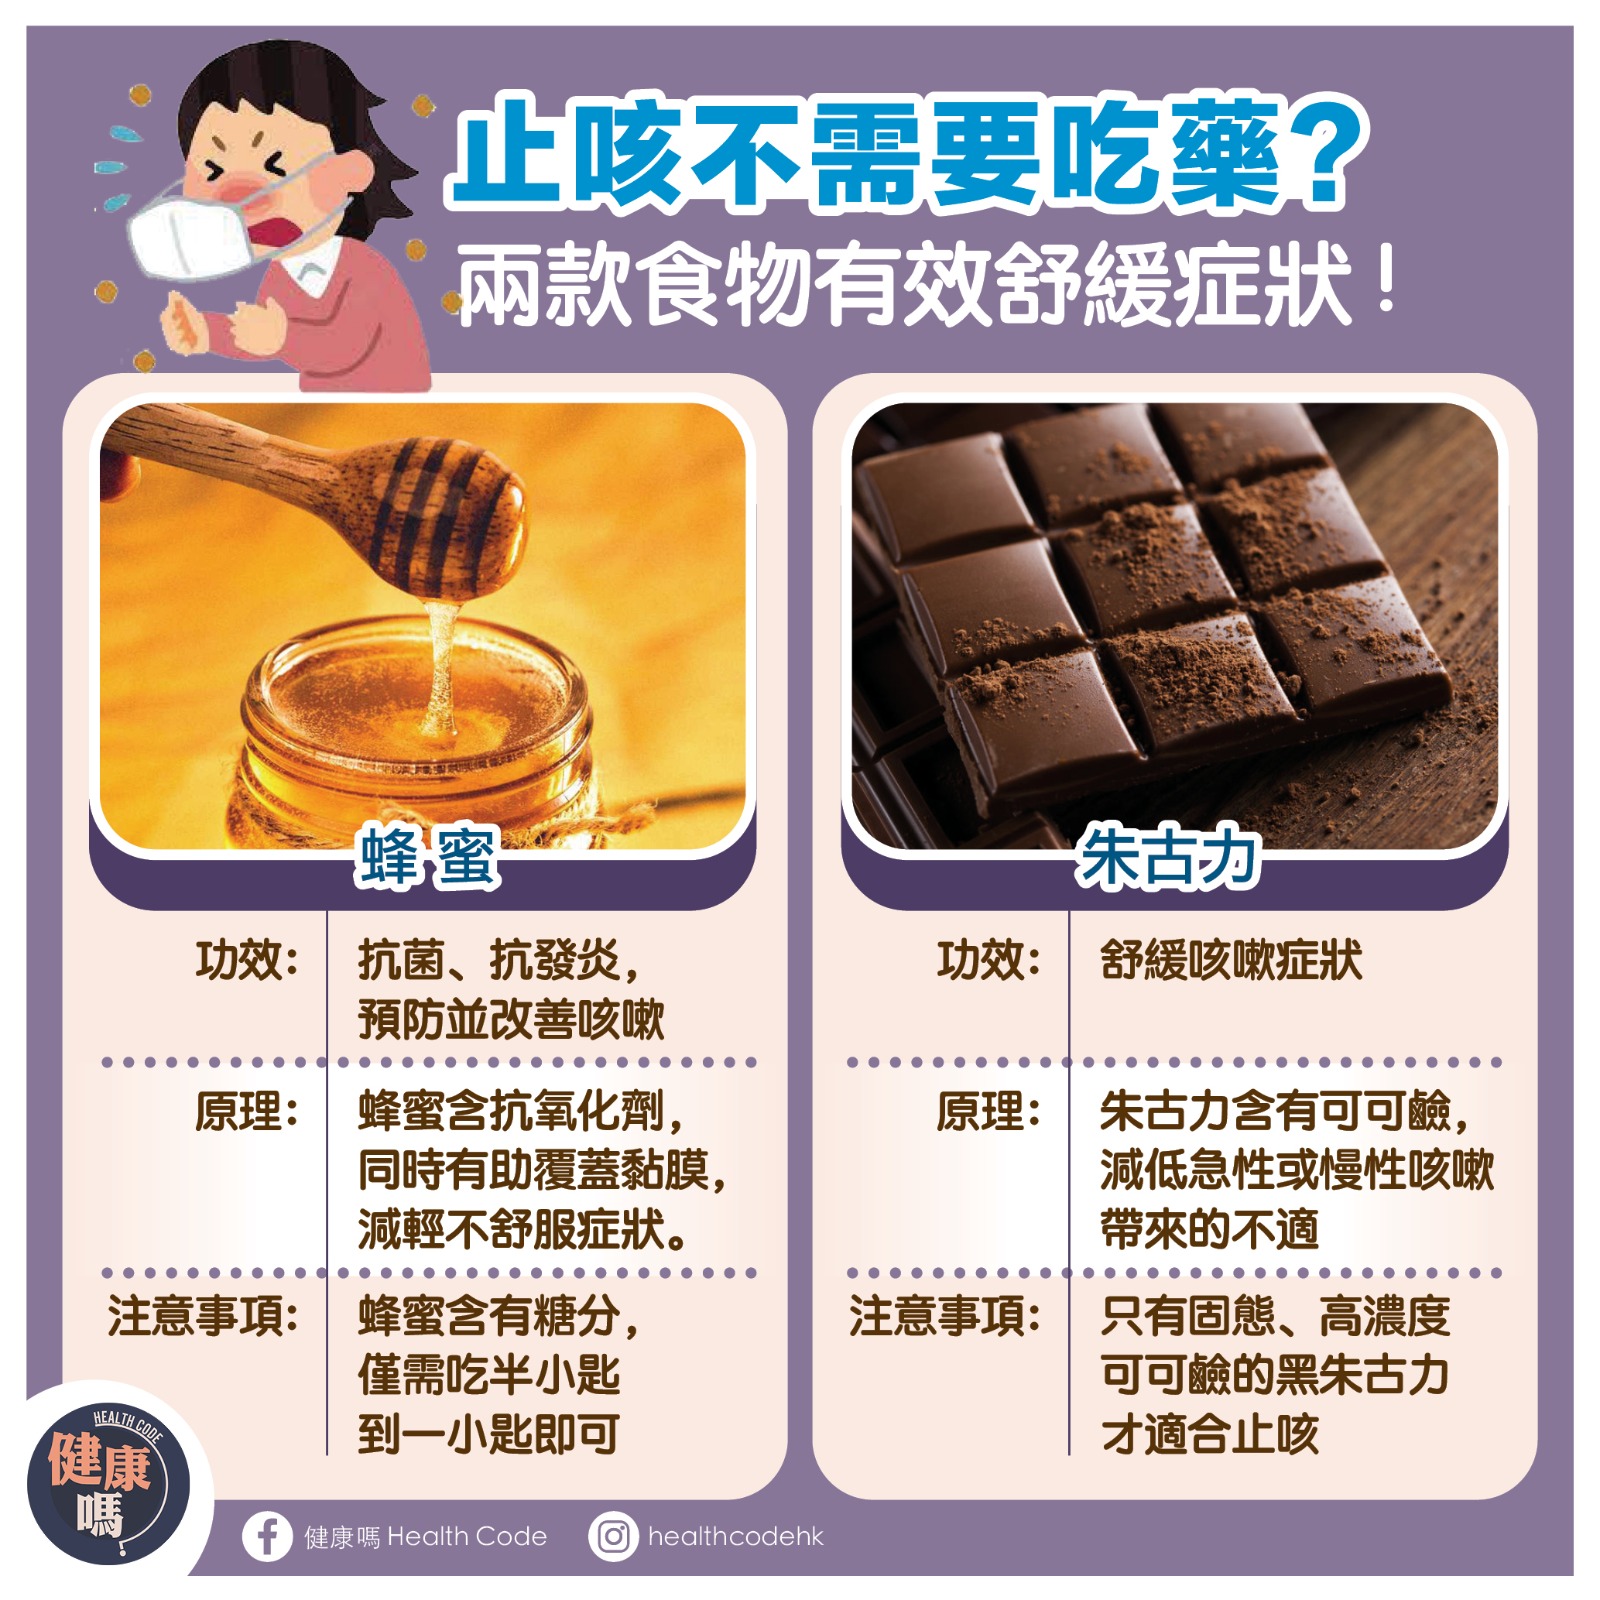 止咳不需要吃藥?
兩款食物有效舒緩症狀!
蜂蜜
功效:
抗菌、抗發炎,
預防並改善咳嗽
原理:
蜂蜜含抗氧化劑,
同時有助覆蓋黏膜,
減輕不舒服症狀。
注意事項:
蜂蜜含有糖分,
僅需吃半小匙
到一小匙即可
朱古力
功效:
舒緩咳嗽症狀
原理:
朱古力含有可可鹼,
減低急性或慢性咳嗽
帶來的不適
注意事項:
只有固態、高濃度
可可鹼的黑朱古力
才適合止咳
HEALTH CODE
健康
嗎?
健康嗎 Health Code
healthcodehk